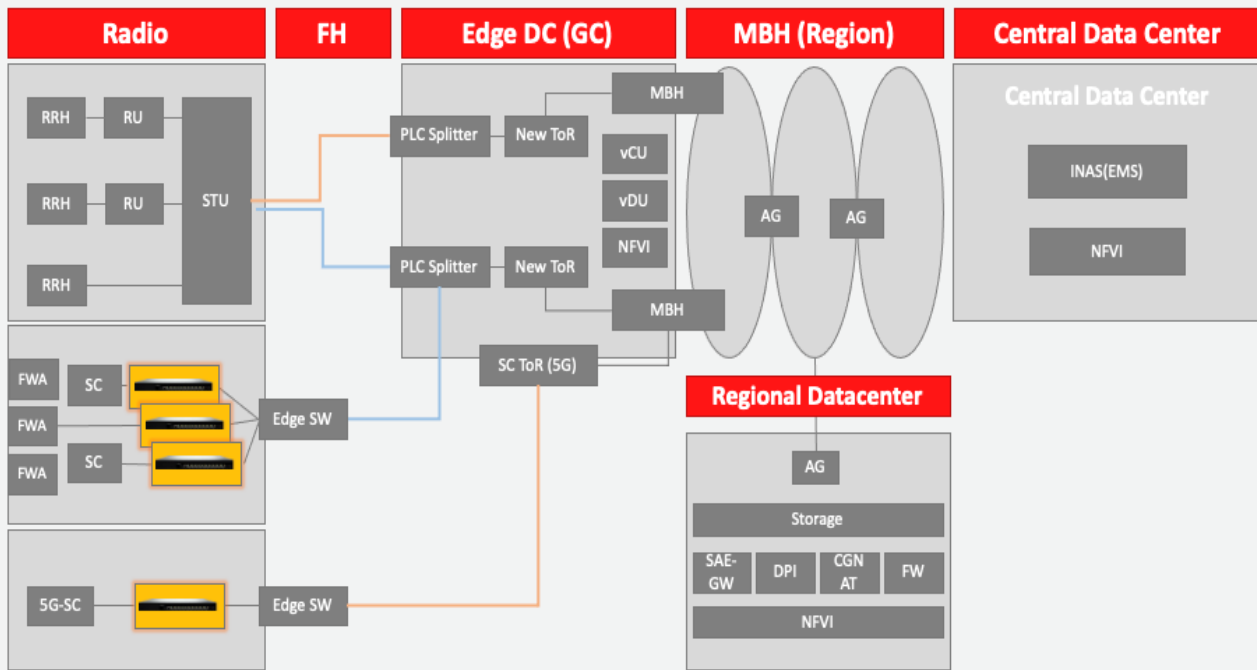 Radio
FH
Edge DC (GC)
MBH (Region)
Central Data Center
RRH
RU
RRH
RU
RRH
STU
PLC Splitter
New ToR
MBH
vCU
vDU
NFVI
PLC Splitter
New ToR
MBH
SC ToR (5G)
AG
AG
Central Data Center
INAS(EMS)
NFVI
FWA
SC
FWA
FWA
SC
Edge SW
5G-SC
Edge SW
Regional Datacenter
AG
Storage
SAE-
GW
DPI
CGN
AT
FW
NFVI